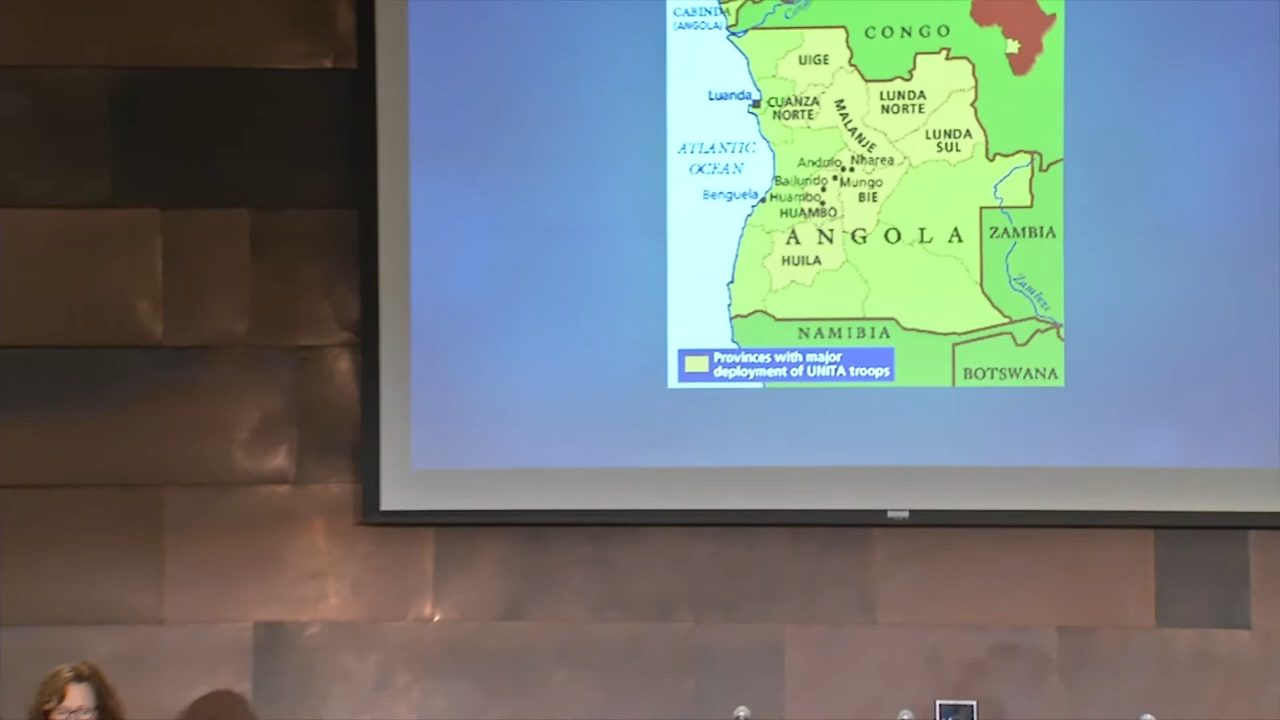 CABINDA
(ANGOLA)
CONGO
UIGE
Luanda
CUANZA
NORTE
MALANJE
LUNDA
NORTE
LUNDA
SUL
ATLANTIC
OCEAN
Andulo
Nharea
Bailundo
Mungo
Benguela
Huambo
BIE
HUAMBO
ANGOLA
ZAMBIA
HUILA
Zambezi
NAMIBIA
Provinces with major
deployment of UNITA troops
BOTSWANA